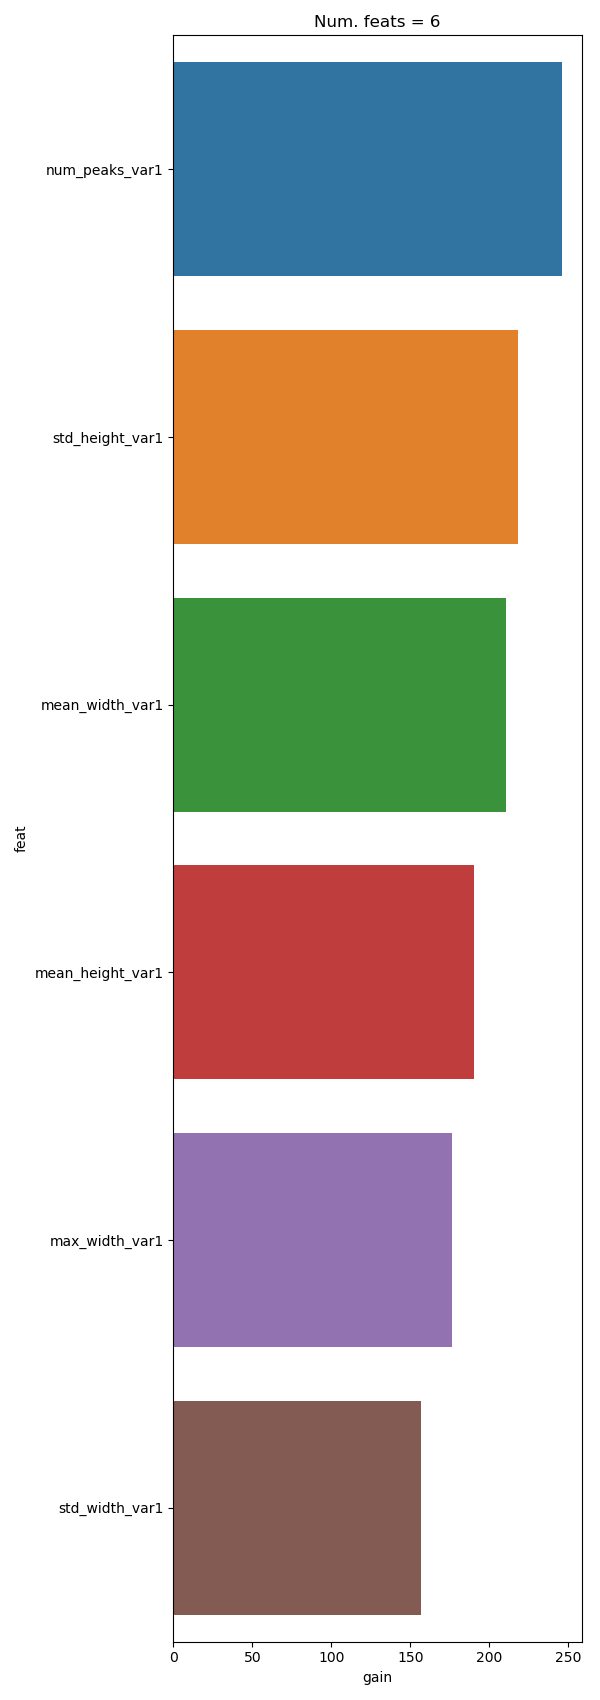 Num. feats = 6
num_peaks_var1
std_height_var1
mean_width_var1
feat
mean_height_var1
max_width_var1
std_width_var1
0 50 100 150 200 250
gain